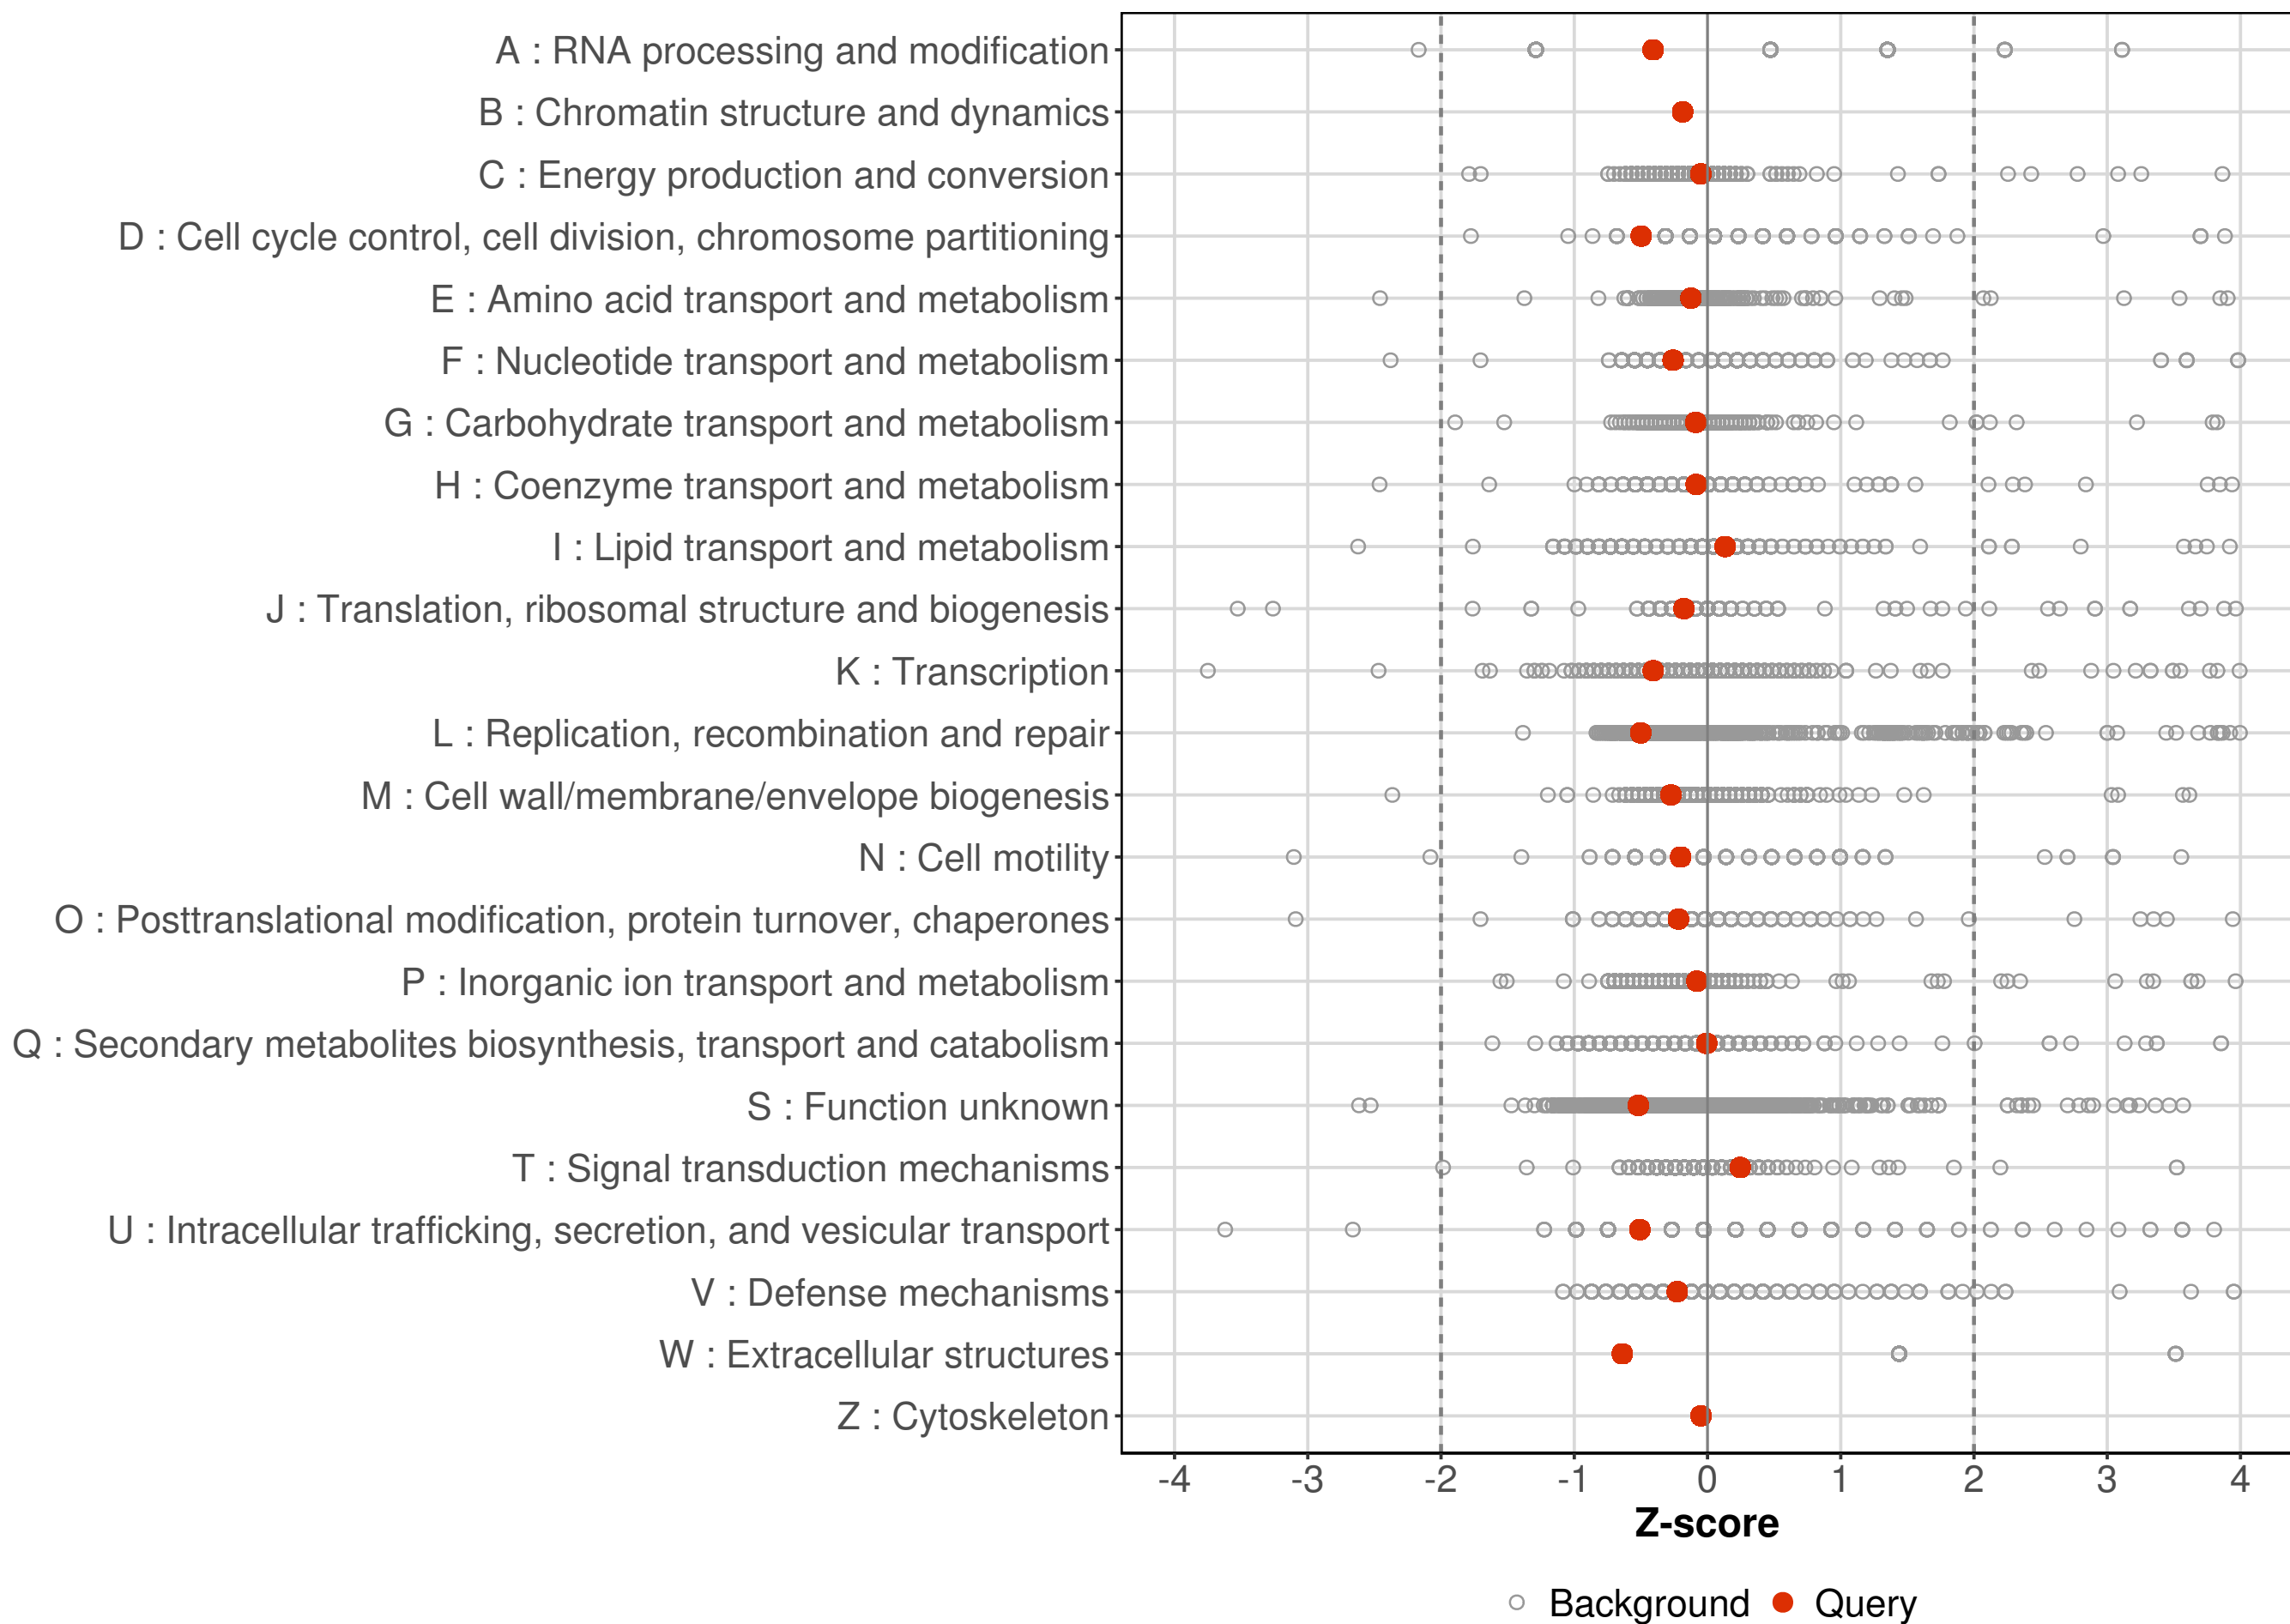 A : RNA processing and modification
B : Chromatin structure and dynamics
C : Energy production and conversion
D : Cell cycle control, cell division, chromosome partitioning
E : Amino acid transport and metabolism
F : Nucleotide transport and metabolism
G : Carbohydrate transport and metabolism
H : Coenzyme transport and metabolism
I : Lipid transport and metabolism
J : Translation, ribosomal structure and biogenesis
K : Transcription
L : Replication, recombination and repair
M : Cell wall/membrane/envelope biogenesis
N : Cell motility
O : Posttranslational modification, protein turnover, chaperones
P : Inorganic ion transport and metabolism
Q : Secondary metabolites biosynthesis, transport and catabolism
S : Function unknown
T : Signal transduction mechanisms
U : Intracellular trafficking, secretion, and vesicular transport
V : Defense mechanisms
W : Extracellular structures
Z : Cytoskeleton
-4 -3 -2 -1 0 1 2 3 4
Z-score
Background Query